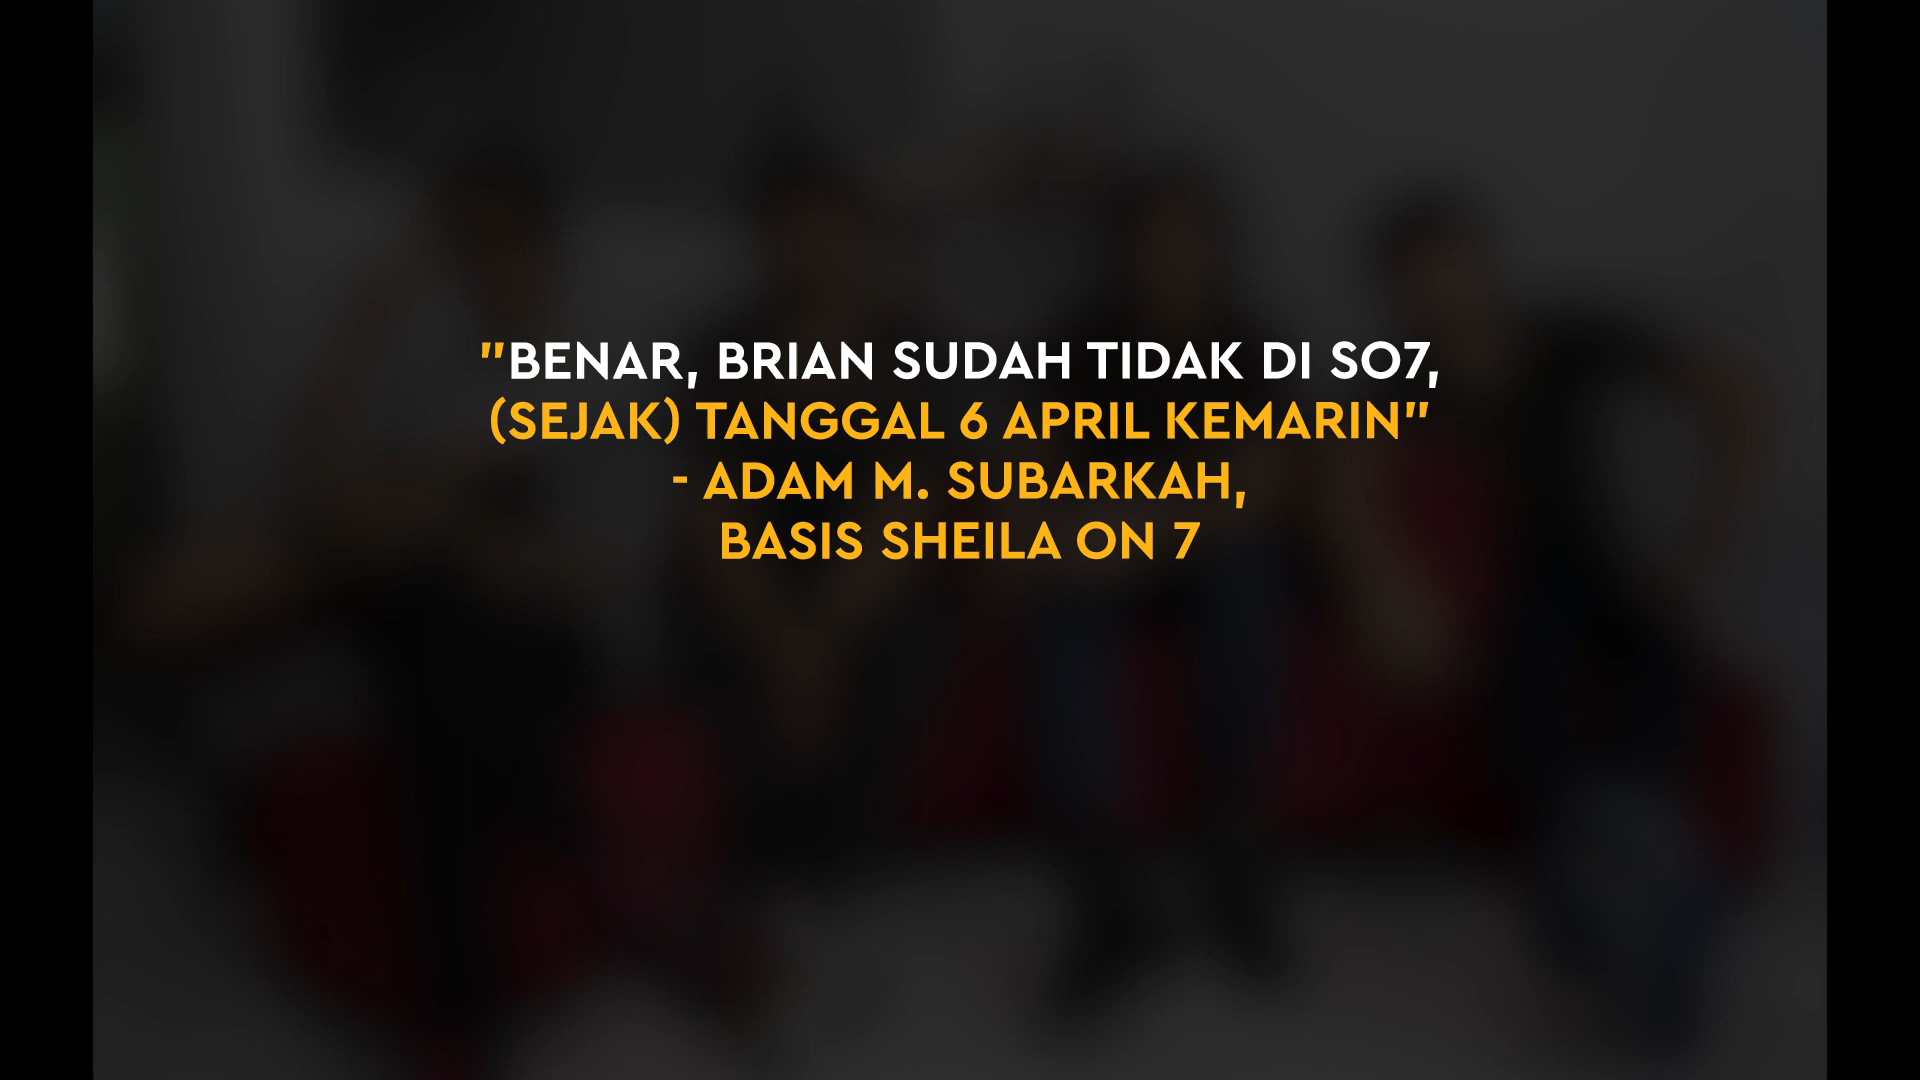 "BENAR, BRIAN SUDAH TIDAK DI SO7,
(SEJAK) TANGGAL 6 APRIL KEMARIN"
- ADAM M. SUBARKAH,
BASIS SHEILA ON 7